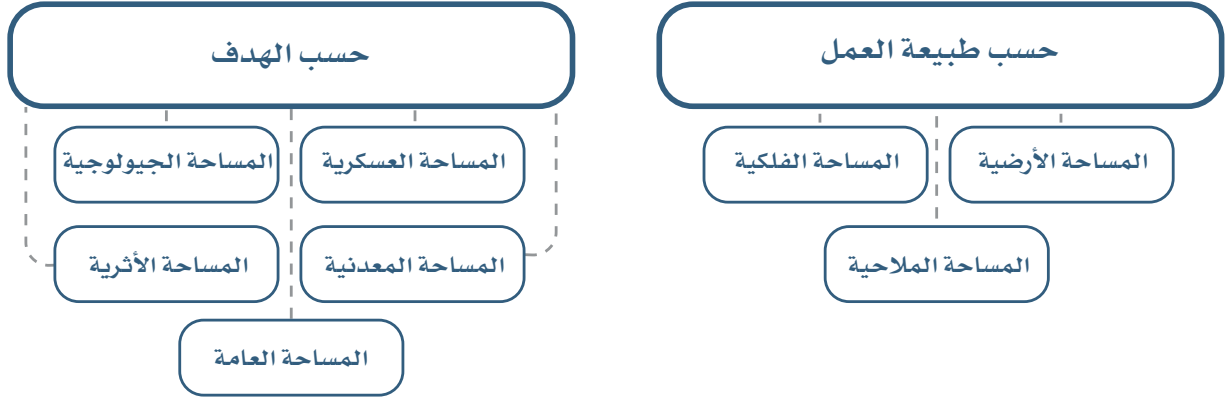 حسب طبيعة العمل
المساحة الأرضية
المساحة الفلكية
المساحة الملاحية
حسب الهدف
المساحة العسكرية
المساحة الجيولوجية
المساحة المعدنية
المساحة الأثرية
المساحة العامة